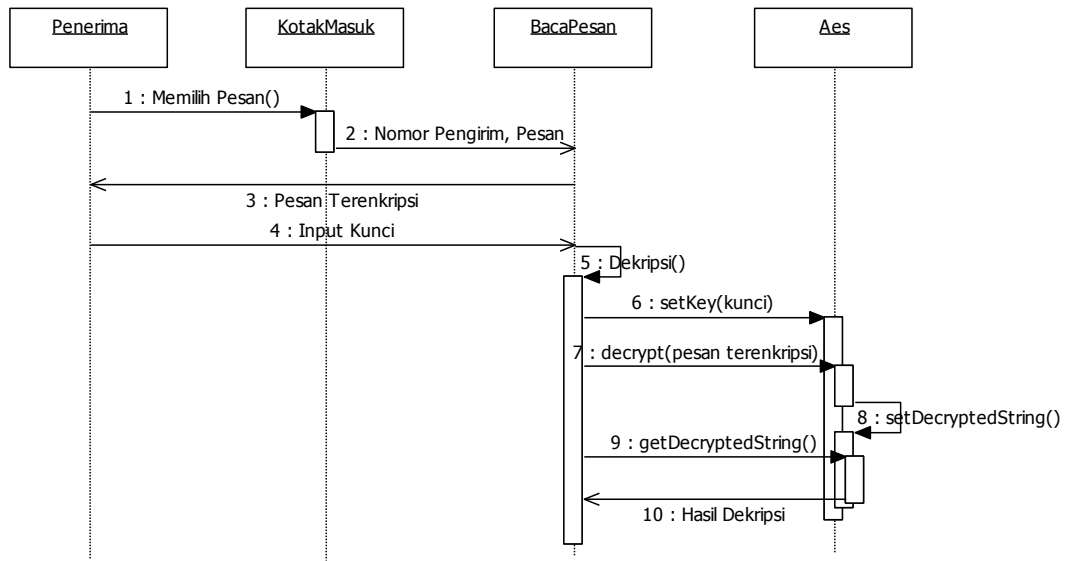 Penerima
KotakMasuk
BacaPesan
Aes
1 : Memilih Pesan()
2 : Nomor Pengirim, Pesan
3 : Pesan Terenkripsi
4 : Input Kunci
5 : Dekripsi()
6 : setKey(kunci)
7 : decrypt(pesan terenkripsi)
8 : setDecryptedString()
9 : getDecryptedString()
10 : Hasil Dekripsi